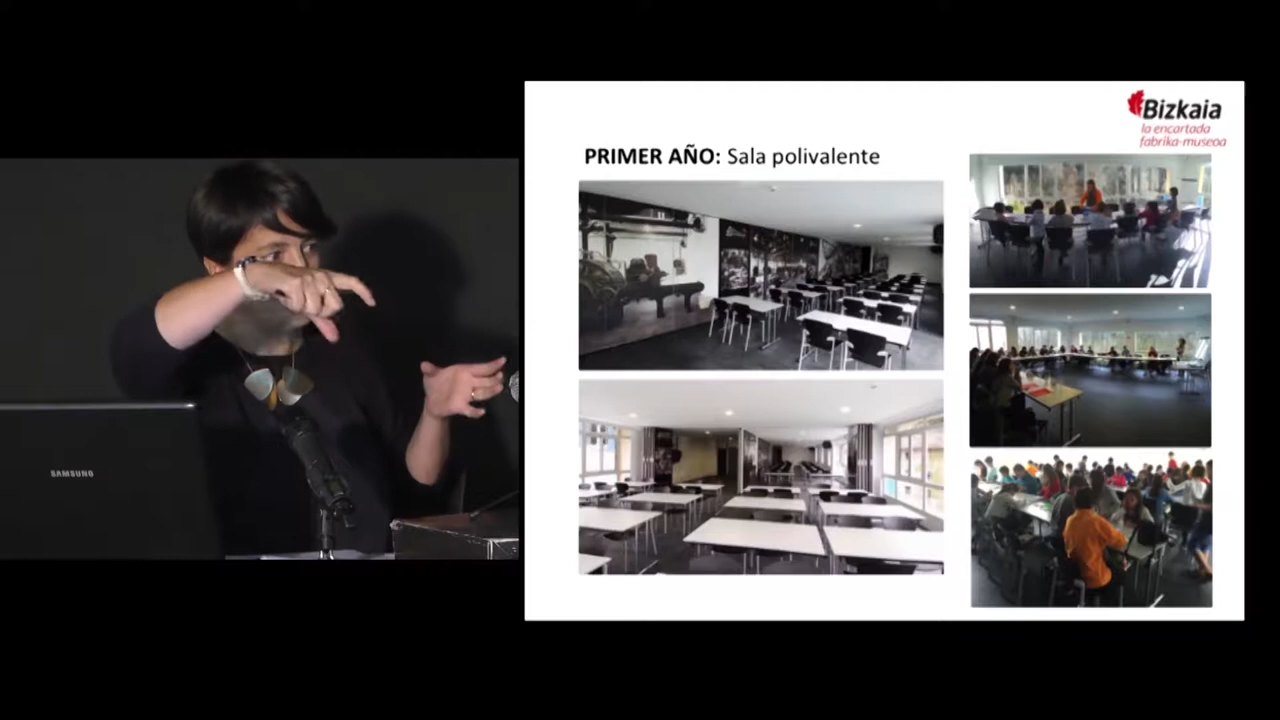 SAMSUNG
Bizkaia
la encartada
fabrika-museoa
PRIMER AÑO: Sala polivalente